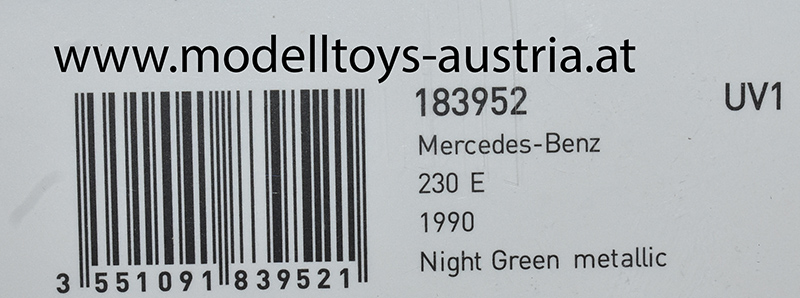 www.modelltoys-austria.at
183952 UV1
Mercedes-Benz
230 E
1990
Night Green metallic
3 551091 839521